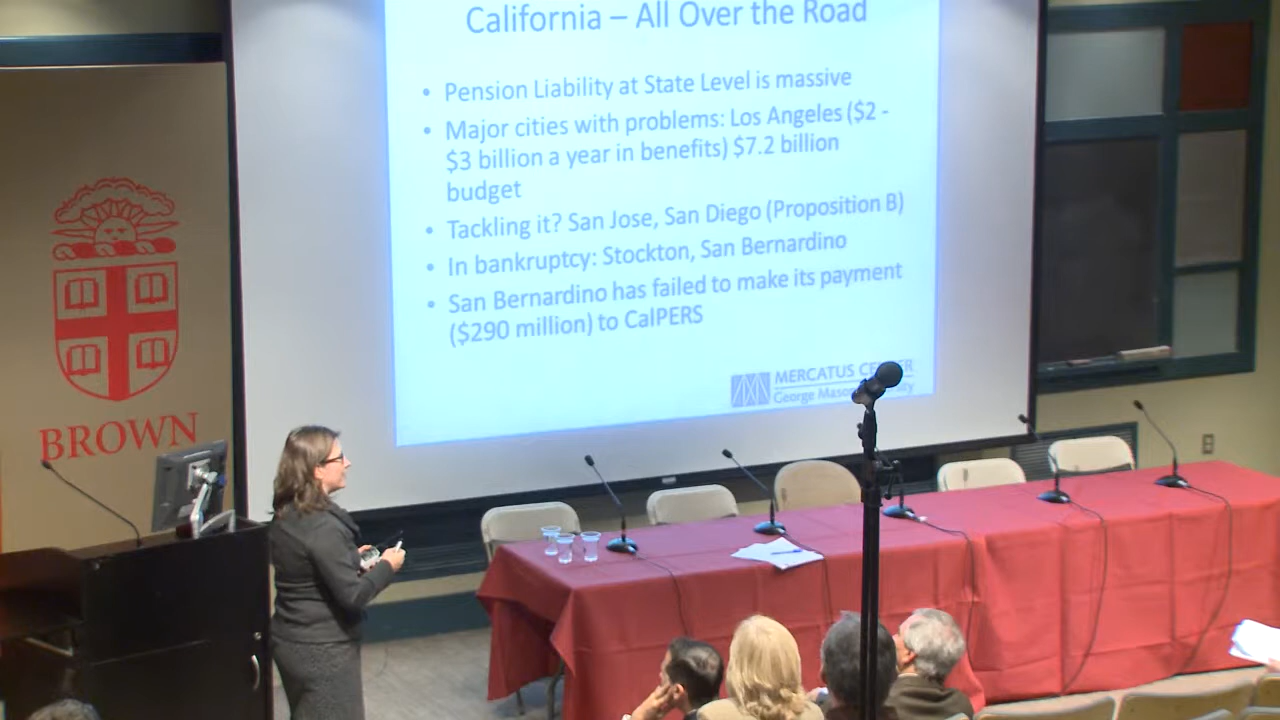 California – All Over the Road
• Pension Liability at State Level is massive
• Major cities with problems: Los Angeles ($2 -
$3 billion a year in benefits) $7.2 billion
budget
• Tackling it? San Jose, San Diego (Proposition B)
• In bankruptcy: Stockton, San Bernardino
• San Bernardino has failed to make its payment
($290 million) to CalPERS
MERCATUS
George
BROWN